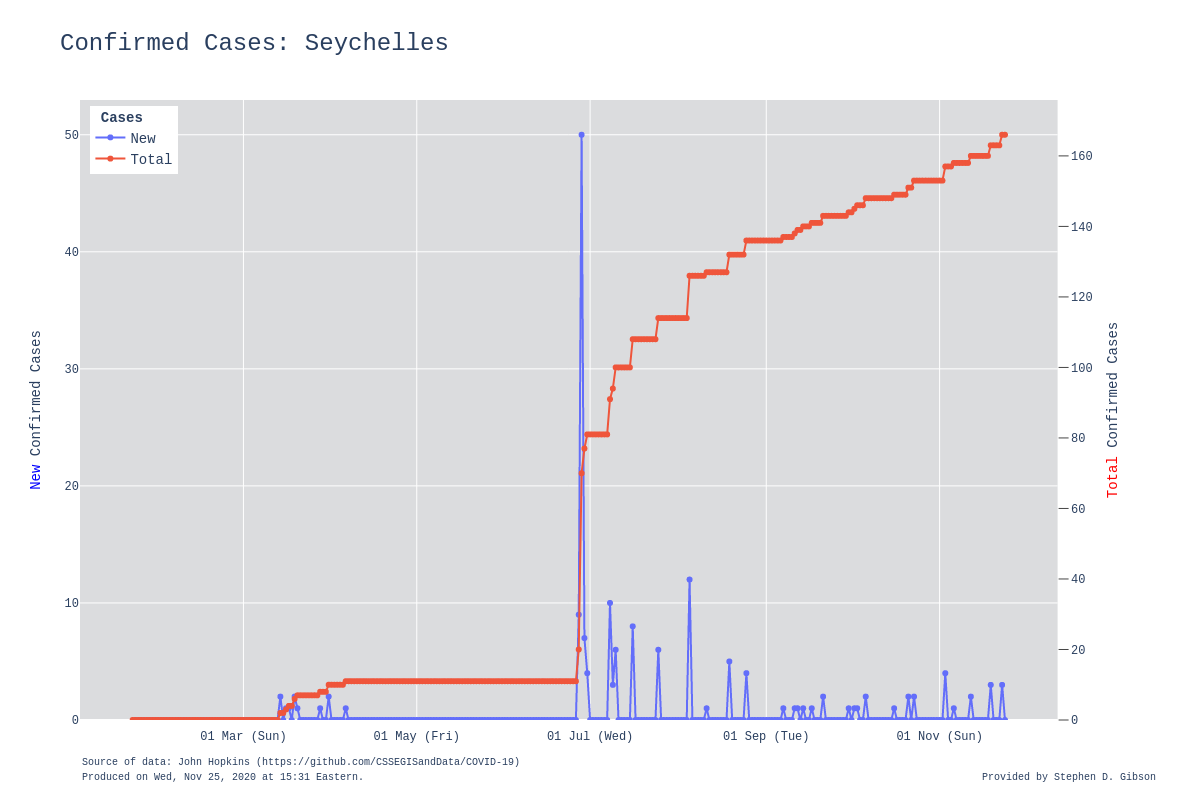 Confirmed Cases: Seychelles
Cases
New
Total
50
40
30
20
10
0
160
140
120
100
80
60
40
20
0
New Confirmed Cases
Total Confirmed Cases
01 Mar (Sun)
01 May (Fri)
01 Jul (Wed)
01 Sep (Tue)
01 Nov (Sun)
Source of data: John Hopkins (https://github.com/CSSEGISandData/COVID-19)
Produced on Wed, Nov 25, 2020 at 15:31 Eastern.
Provided by Stephen D. Gibson